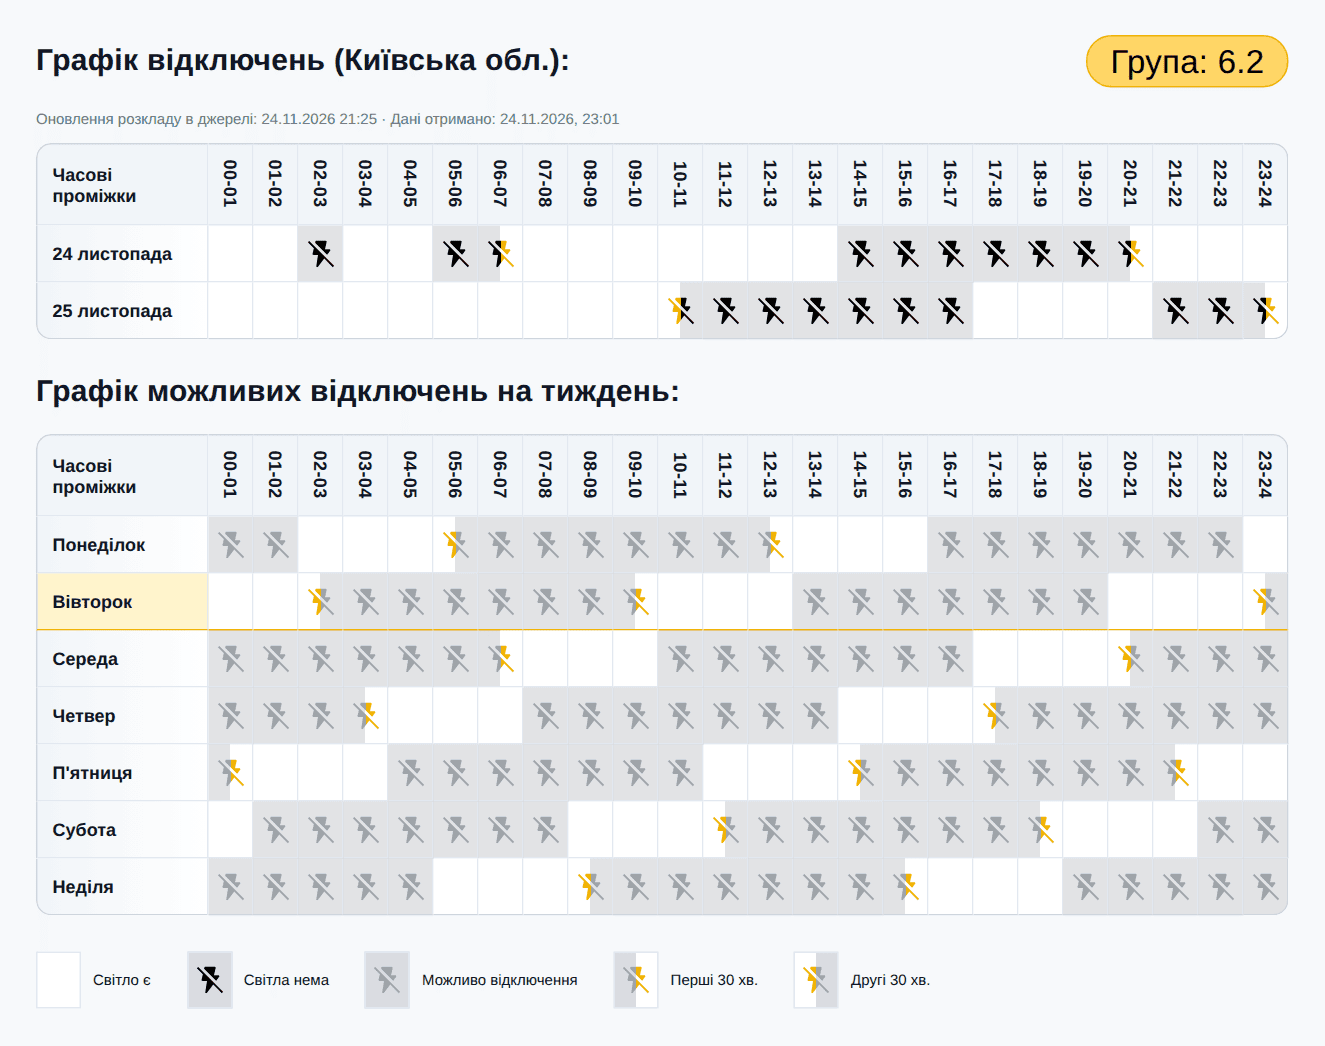 Графік відключень (Київська обл.):
Група: 6.2
Оновлення розкладу в джерелі: 24.11.2026 21:25 · Дані отримано: 24.11.2026, 23:01
Часові
проміжки
00-01 01-02 02-03 03-04 04-05 05-06 06-07 07-08 08-09 09-10 10-11 11-12 12-13 13-14 14-15 15-16 16-17 17-18 18-19 19-20 20-21 21-22 22-23 23-24
24 листопада
25 листопада
Графік можливих відключень на тиждень:
Часові
проміжки
00-01 01-02 02-03 03-04 04-05 05-06 06-07 07-08 08-09 09-10 10-11 11-12 12-13 13-14 14-15 15-16 16-17 17-18 18-19 19-20 20-21 21-22 22-23 23-24
Понеділок
Вівторок
Середа
Четвер
П'ятниця
Субота
Неділя
Світло є
Світла нема
Можливо відключення
Перші 30 хв.
Другі 30 хв.